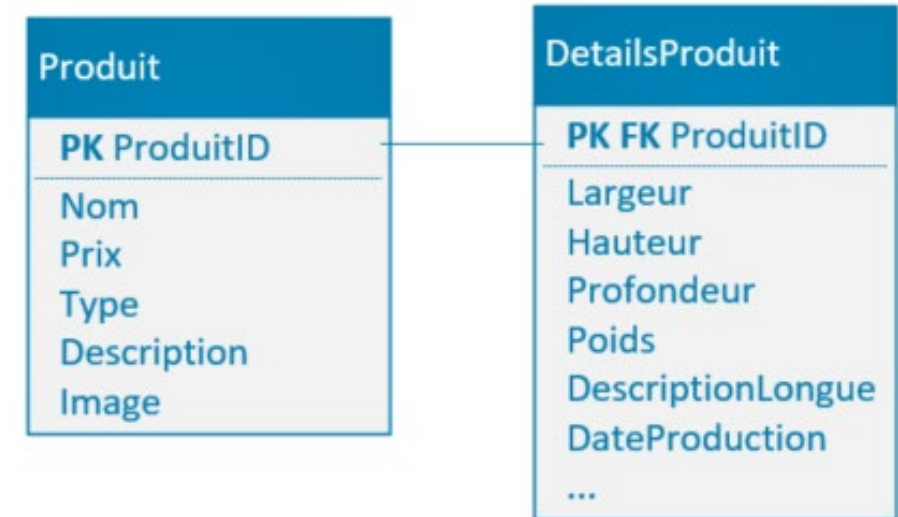 Produit
PK ProduitID
Nom
Prix
Type
Description
Image
DetailsProduit
PK FK ProduitID
Largeur
Hauteur
Profondeur
Poids
DescriptionLongue
DateProduction
...